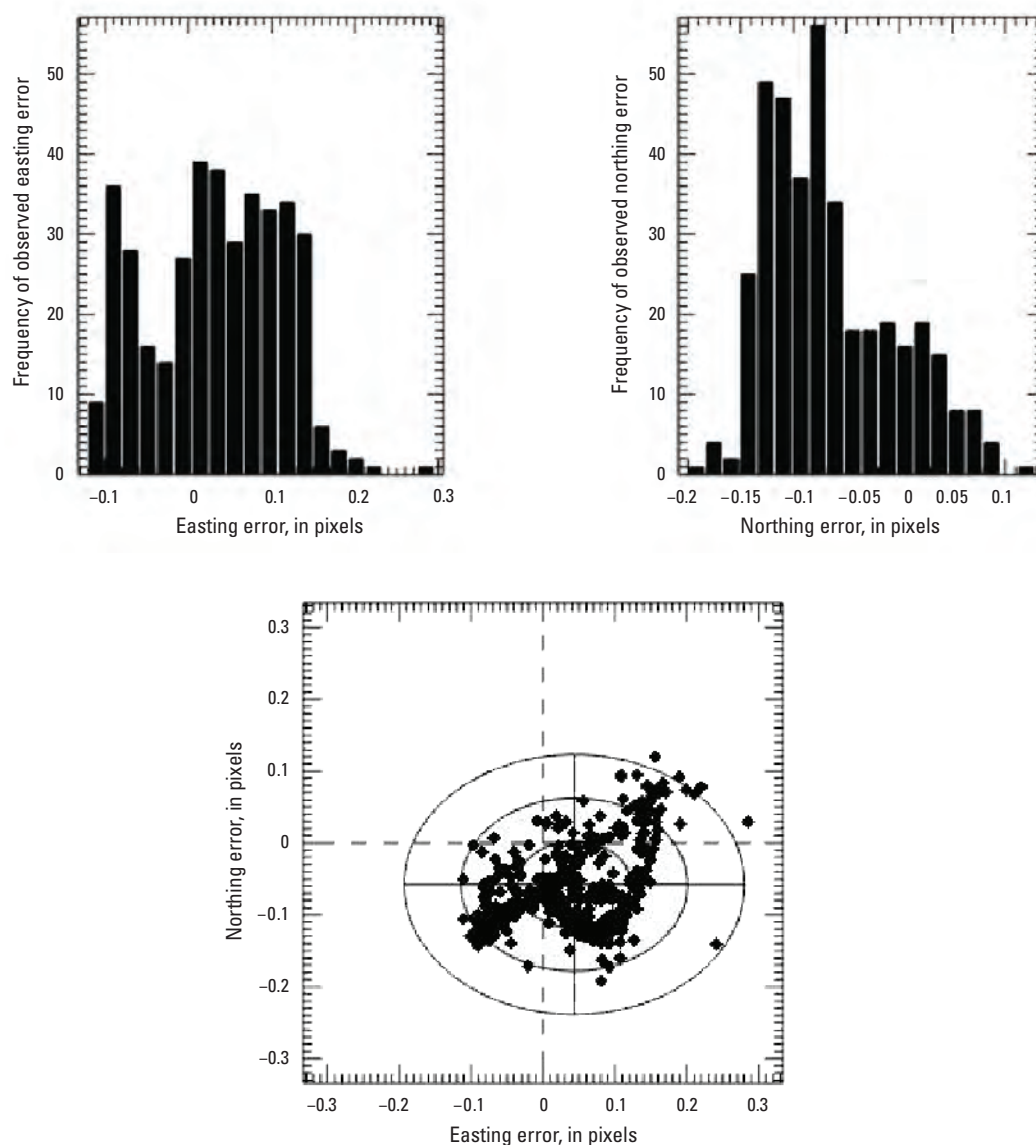 Frequency of observed easting error
50
40
30
20
10
0
−0.1 0 0.1 0.2 0.3
Easting error, in pixels
Frequency of observed northing error
50
40
30
20
10
0
−0.2 −0.15 −0.1 −0.05 0 0.05 0.1
Northing error, in pixels
Northing error, in pixels
0.3
0.2
0.1
0
−0.1
−0.2
−0.3
−0.3 −0.2 −0.1 0 0.1 0.2 0.3
Easting error, in pixels